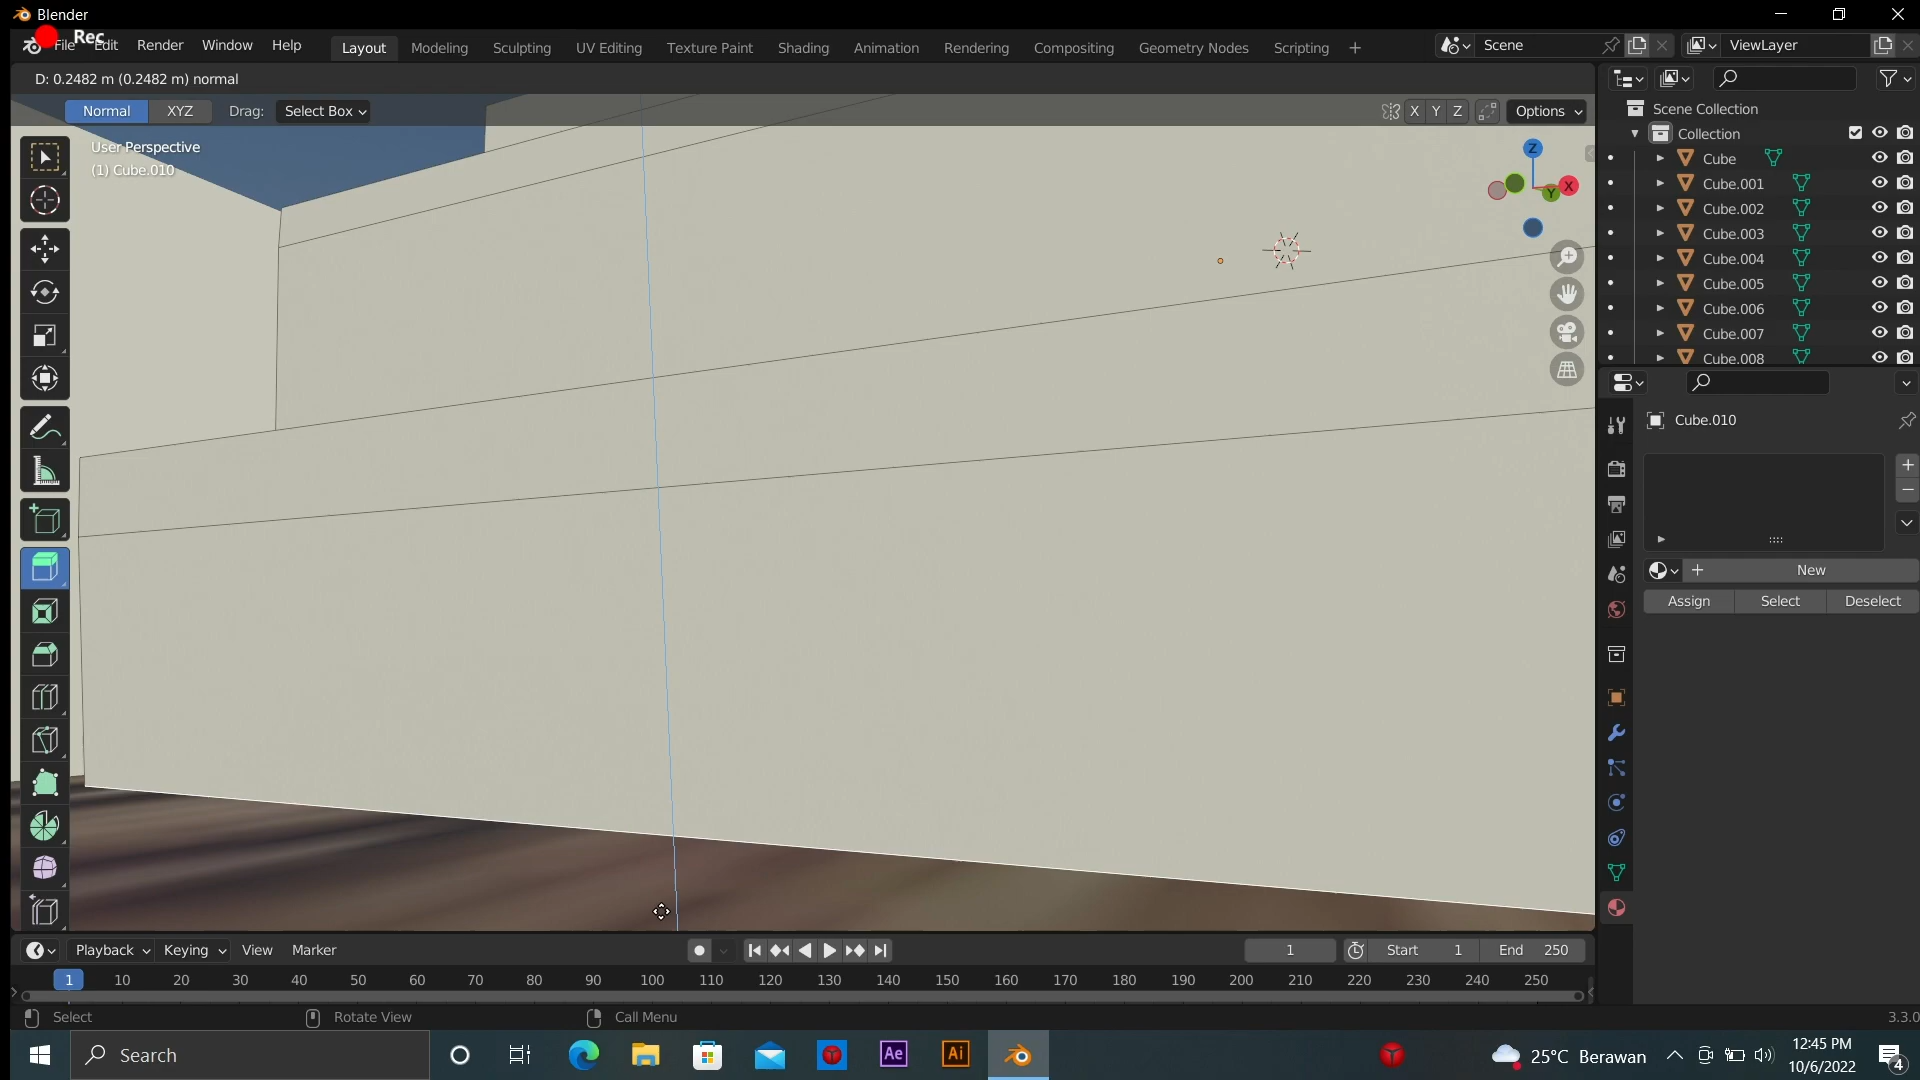 Blender
Rec
File Edit Render Window Help
Layout Modeling Sculpting UV Editing Texture Paint Shading Animation Rendering Compositing Geometry Nodes Scripting +
Scene
ViewLayer
D: 0.2482 m (0.2482 m) normal
Normal XYZ Drag: Select Box
X Y Z Options
User Perspective
(1) Cube.010
Z
X
Y
Scene Collection
Collection
Cube
Cube.001
Cube.002
Cube.003
Cube.004
Cube.005
Cube.006
Cube.007
Cube.008
Cube.010
New
Assign Select Deselect
Playback Keying View Marker
1 Start 1 End 250
1 10 20 30 40 50 60 70 80 90 100 110 120 130 140 150 160 170 180 190 200 210 220 230 240 250
Select Rotate View Call Menu 3.3.0
Search
Ae
Ai
25°C Berawan
12:45 PM
10/6/2022
4